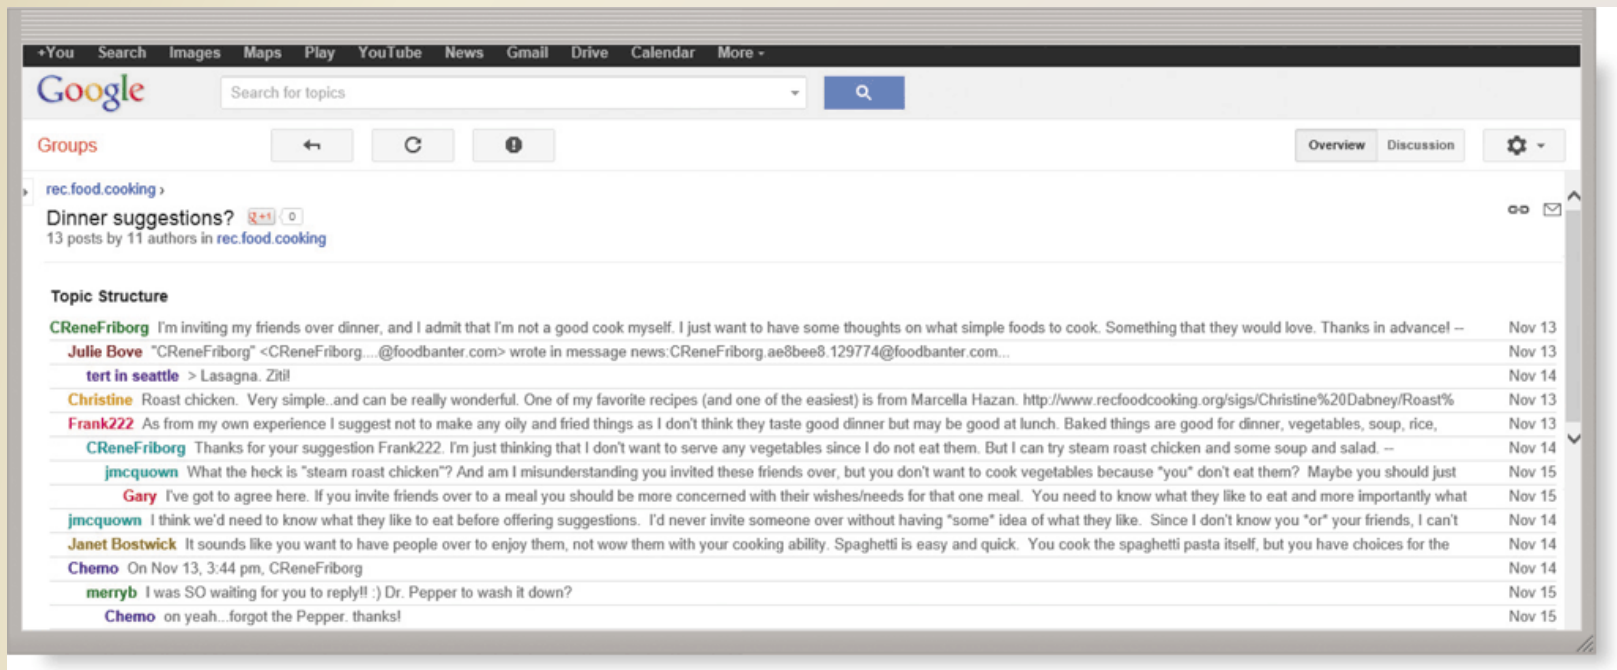 +You Search Images Maps Play YouTube News Gmail Drive Calendar More
Google Search for topics
Groups Overview Discussion
rec.food.cooking ›
Dinner suggestions? g+1 0
13 posts by 11 authors in rec.food.cooking
Topic Structure
CReneFriborg I'm inviting my friends over dinner, and I admit that I'm not a good cook myself. I just want to have some thoughts on what simple foods to cook. Something that they would love. Thanks in advance! -- Nov 13
Julie Bove "CReneFriborg" <CReneFriborg....@foodbanter.com> wrote in message news:CReneFriborg.ae8bee8.129774@foodbanter.com... Nov 13
tert in seattle > Lasagna. Ziti! Nov 14
Christine Roast chicken. Very simple..and can be really wonderful. One of my favorite recipes (and one of the easiest) is from Marcella Hazan. http://www.recfoodcooking.org/sigs/Christine%20Dabney/Roast% Nov 13
Frank222 As from my own experience I suggest not to make any oily and fried things as I don't think they taste good dinner but may be good at lunch. Baked things are good for dinner, vegetables, soup, rice, Nov 13
CReneFriborg Thanks for your suggestion Frank222. I'm just thinking that I don't want to serve any vegetables since I do not eat them. But I can try steam roast chicken and some soup and salad. -- Nov 14
jmcquown What the heck is "steam roast chicken"? And am I misunderstanding you invited these friends over, but you don't want to cook vegetables because *you* don't eat them? Maybe you should just Nov 15
Gary I've got to agree here. If you invite friends over to a meal you should be more concerned with their wishes/needs for that one meal. You need to know what they like to eat and more importantly what Nov 15
jmcquown I think we'd need to know what they like to eat before offering suggestions. I'd never invite someone over without having *some* idea of what they like. Since I don't know you *or* your friends, I can't Nov 14
Janet Bostwick It sounds like you want to have people over to enjoy them, not wow them with your cooking ability. Spaghetti is easy and quick. You cook the spaghetti pasta itself, but you have choices for the Nov 14
Chemo On Nov 13, 3:44 pm, CReneFriborg Nov 14
merryb I was SO waiting for you to reply!! :) Dr. Pepper to wash it down? Nov 15
Chemo on yeah...forgot the Pepper. thanks! Nov 15